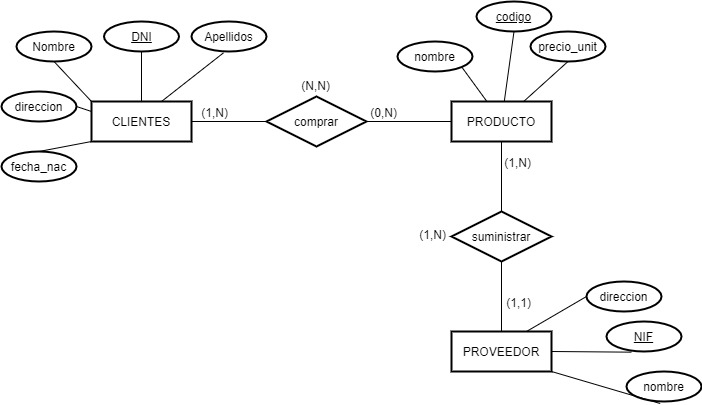 codigo
Nombre
DNI
Apellidos
nombre
precio_unit
direccion
CLIENTES
(1,N)
(N,N)
comprar
(0,N)
PRODUCTO
fecha_nac
(1,N)
(1,N)
suministrar
(1,1)
direccion
NIF
PROVEEDOR
nombre